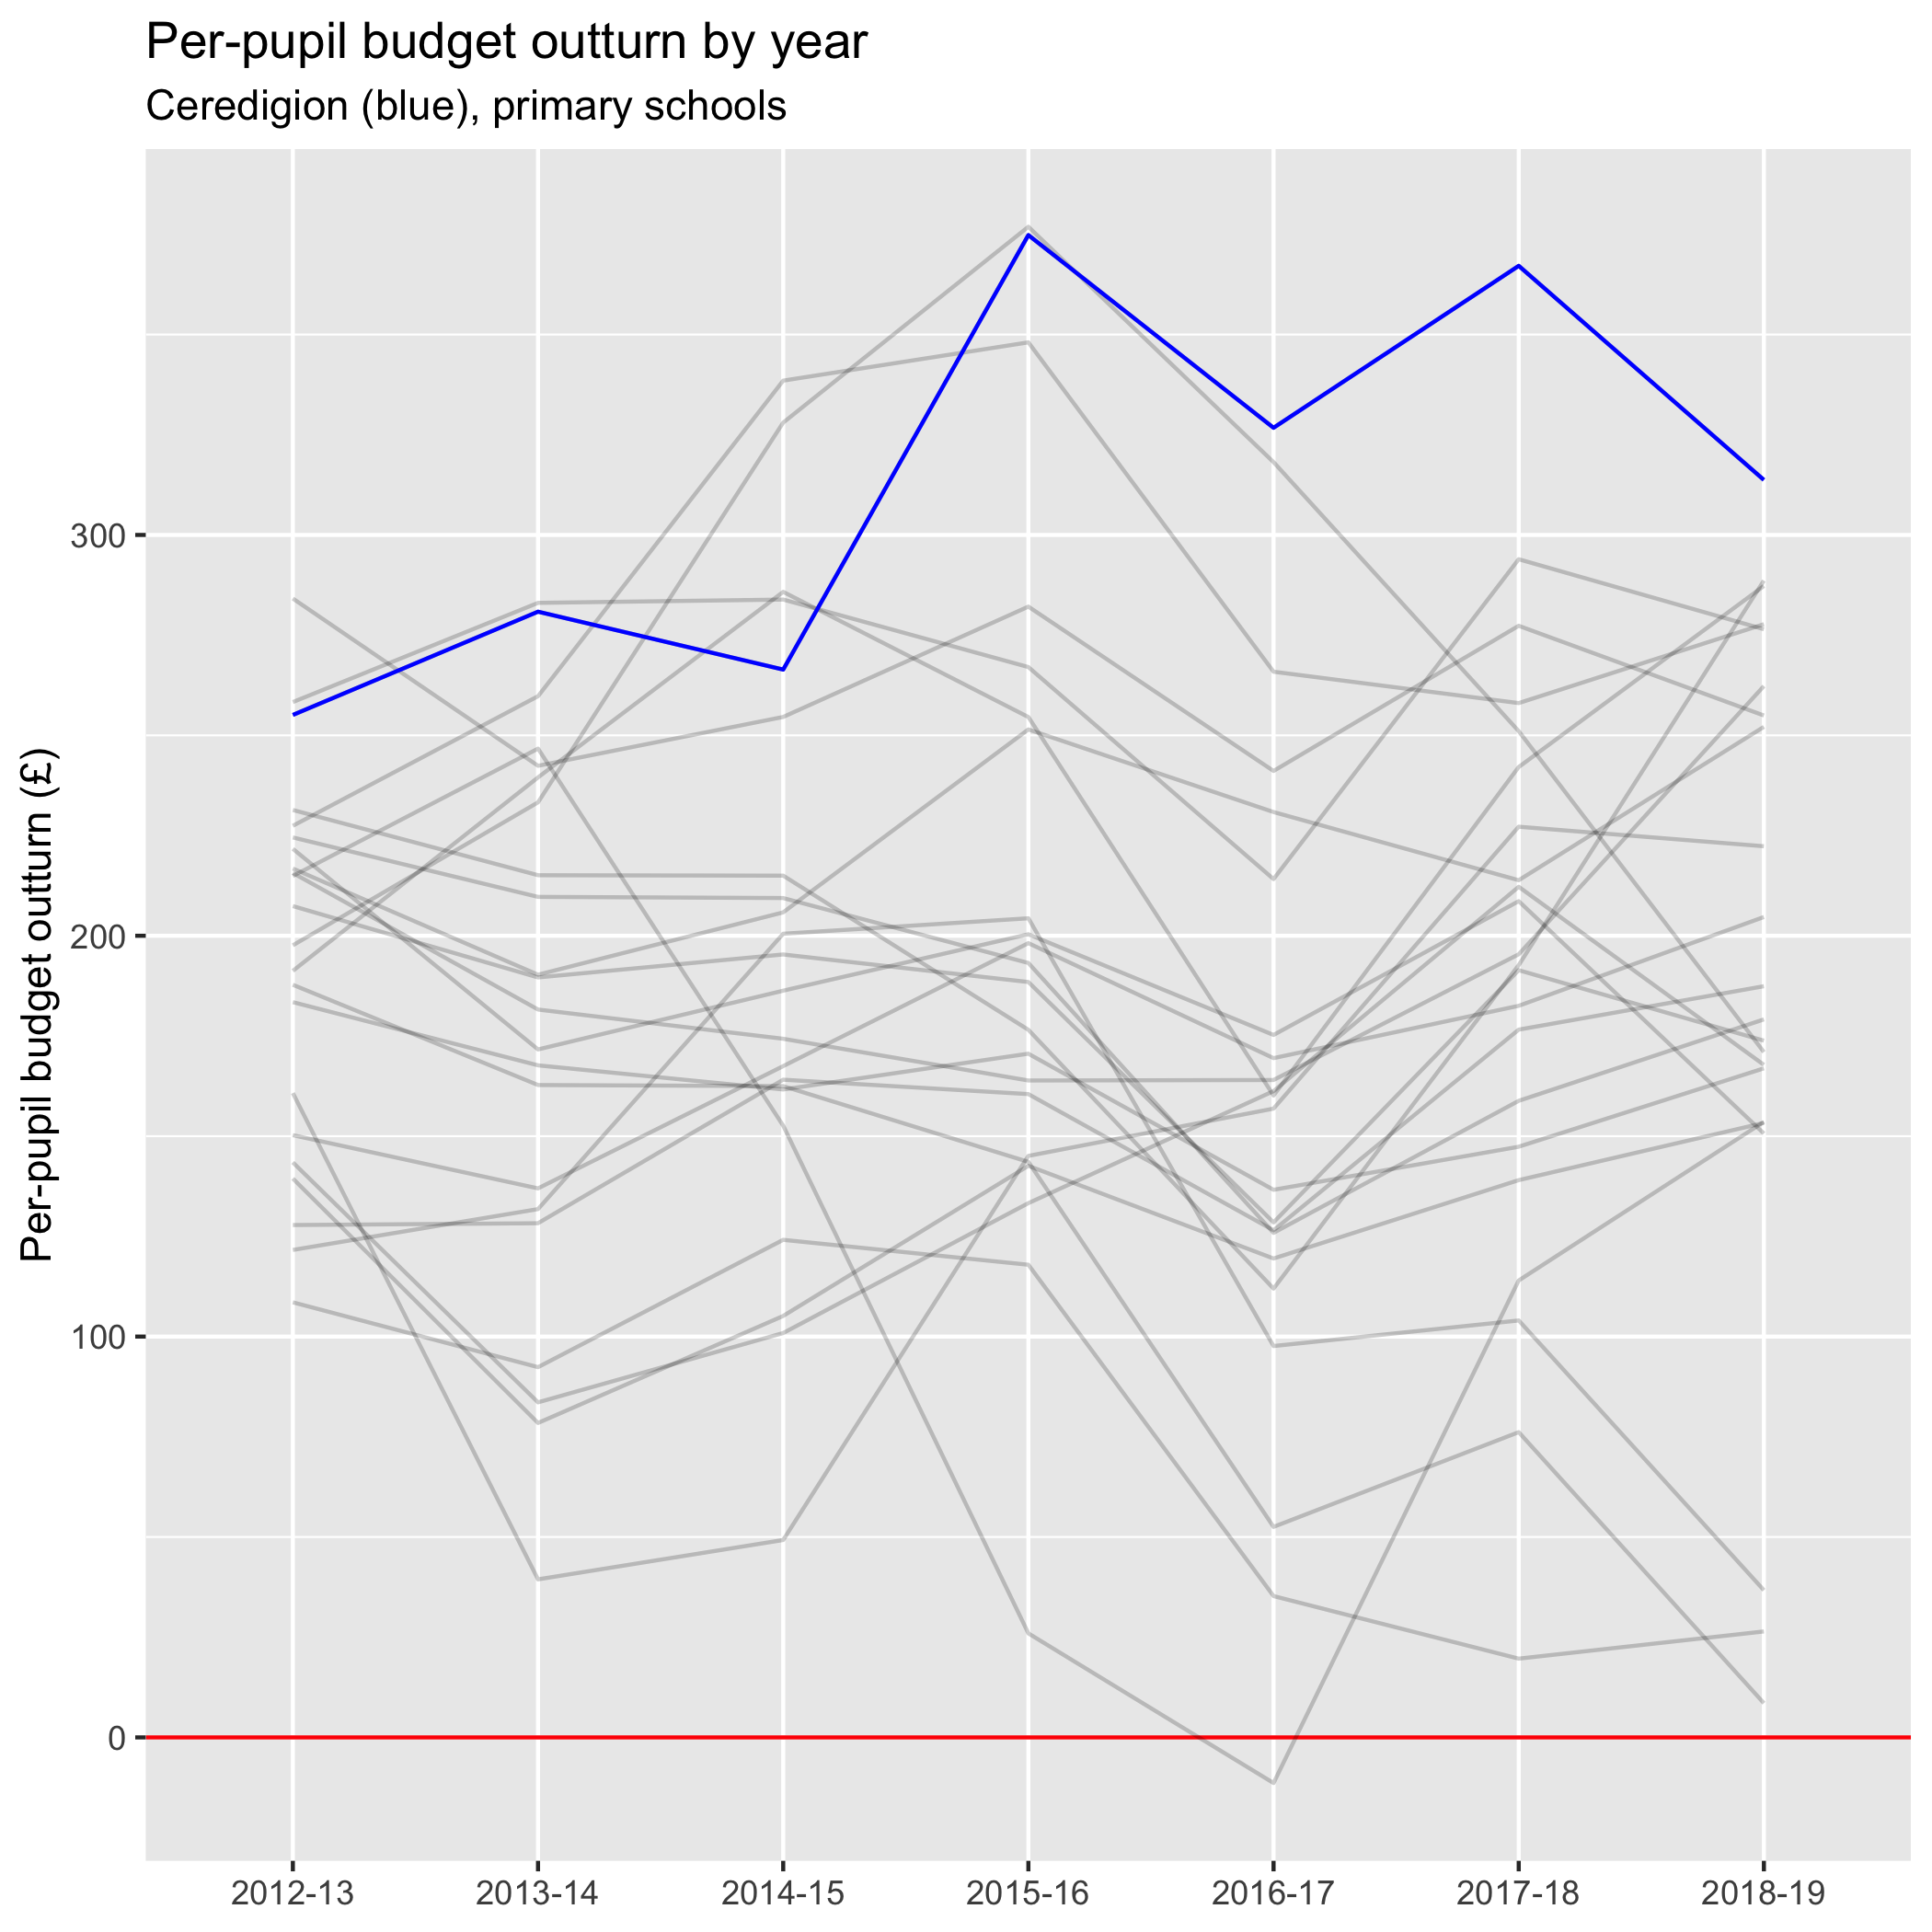 Per-pupil budget outturn by year
Ceredigion (blue), primary schools
Per-pupil budget outturn (£)
300
200
100
0
2012-13 2013-14 2014-15 2015-16 2016-17 2017-18 2018-19